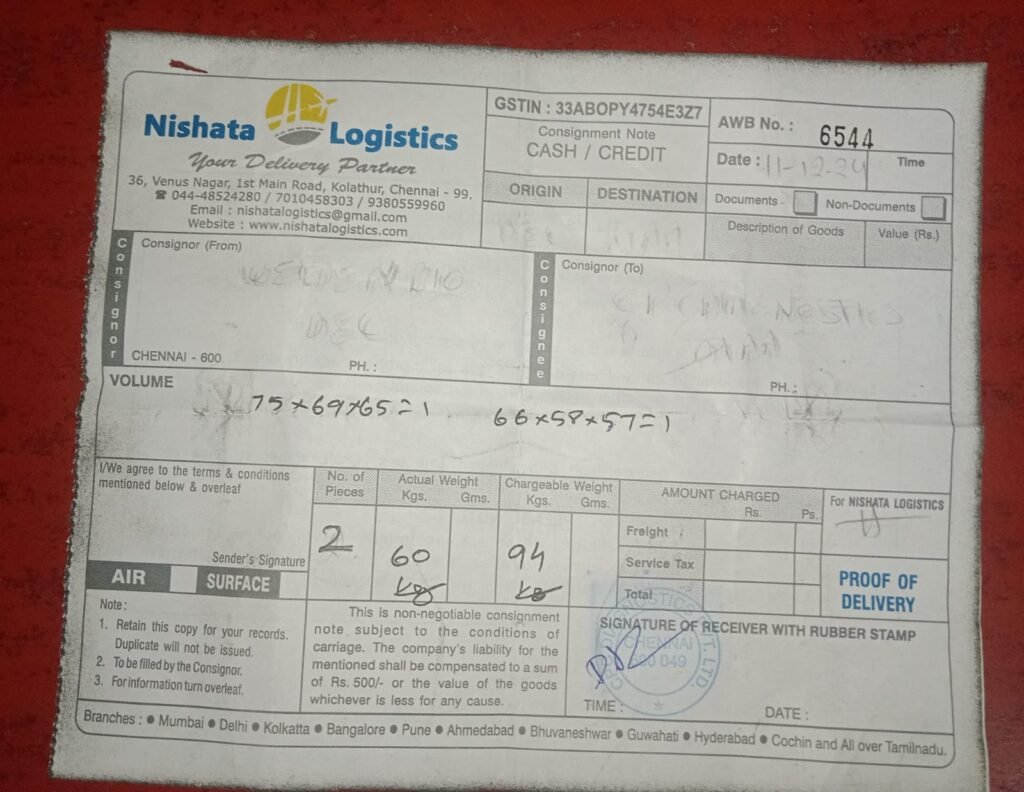 Nishata Logistics
Your Delivery Partner
36, Venus Nagar, 1st Main Road, Kolathur, Chennai - 99.
☎ 044-48524280 / 7010458303 / 9380559960
Email : nishatalogistics@gmail.com
Website : www.nishatalogistics.com
GSTIN : 33ABOPY4754E3Z7
Consignment Note
CASH / CREDIT
ORIGIN DESTINATION
AWB No. : 6544
Date : 11-12-24 Time
Documents Non-Documents
Description of Goods Value (Rs.)
Consignor
Consignor (From)
CHENNAI - 600 PH. :
Consignee
Consignor (To)
PH. :
VOLUME
75×69×65=1 66×58×57=1
I/We agree to the terms & conditions
mentioned below & overleaf
Sender's Signature
AIR SURFACE
No. of
Pieces
2
Actual Weight
Kgs. Gms.
60
kg
Chargeable Weight
Kgs. Gms.
94
kg
AMOUNT CHARGED
Rs. Ps.
Freight :
Service Tax
Total
For NISHATA LOGISTICS
PROOF OF
DELIVERY
Note:
1. Retain this copy for your records.
Duplicate will not be issued.
2. To be filled by the Consignor.
3. For information turn overleaf.
This is non-negotiable consignment
note subject to the conditions of
carriage. The company's liability for the
mentioned shall be compensated to a sum
of Rs. 500/- or the value of the goods
whichever is less for any cause.
SIGNATURE OF RECEIVER WITH RUBBER STAMP
CHENNAI
600 049
TIME : DATE :
Branches : ● Mumbai ● Delhi ● Kolkatta ● Bangalore ● Pune ● Ahmedabad ● Bhuvaneshwar ● Guwahati ● Hyderabad ● Cochin and All over Tamilnadu.